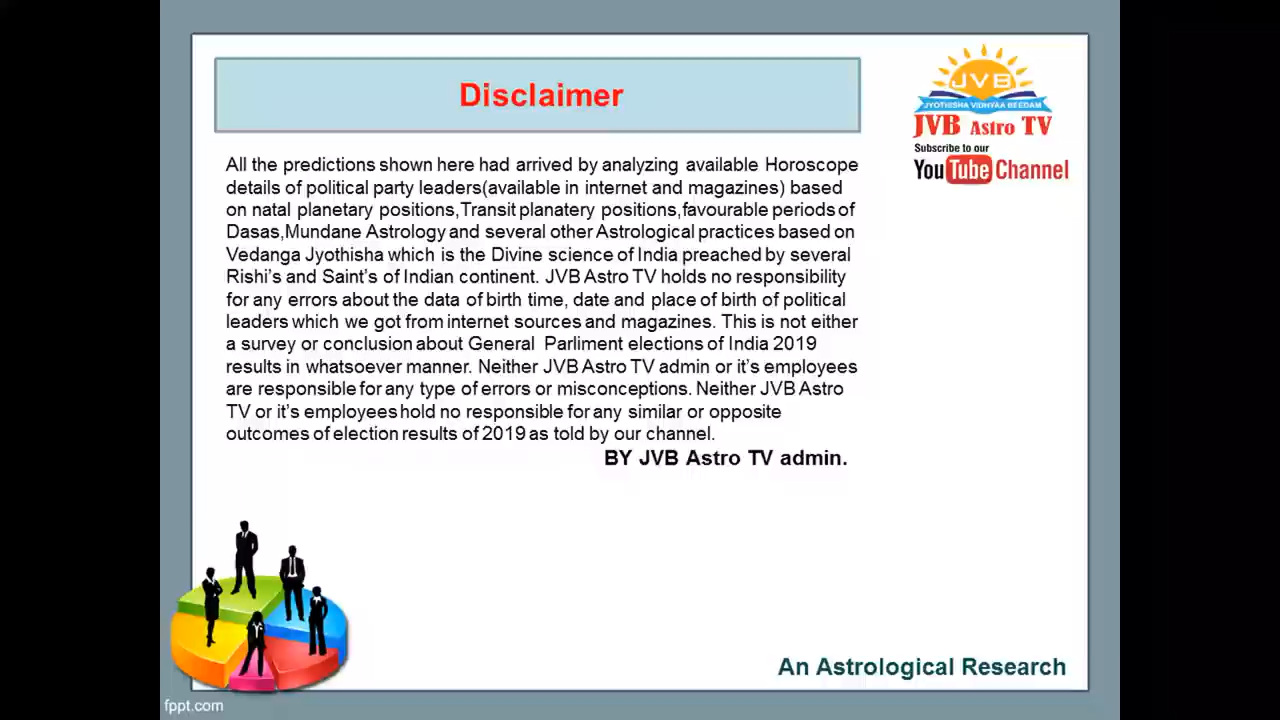 Disclaimer
JVB
JYOTHISHA VIDHYAA BEEDAM
JVB Astro TV
Subscribe to our
YouTube Channel
All the predictions shown here had arrived by analyzing available Horoscope
details of political party leaders(available in internet and magazines) based
on natal planetary positions,Transit planatery positions,favourable periods of
Dasas,Mundane Astrology and several other Astrological practices based on
Vedanga Jyothisha which is the Divine science of India preached by several
Rishi's and Saint's of Indian continent. JVB Astro TV holds no responsibility
for any errors about the data of birth time, date and place of birth of political
leaders which we got from internet sources and magazines. This is not either
a survey or conclusion about General Parliment elections of India 2019
results in whatsoever manner. Neither JVB Astro TV admin or it's employees
are responsible for any type of errors or misconceptions. Neither JVB Astro
TV or it's employees hold no responsible for any similar or opposite
outcomes of election results of 2019 as told by our channel.
BY JVB Astro TV admin.
An Astrological Research
fppt.com